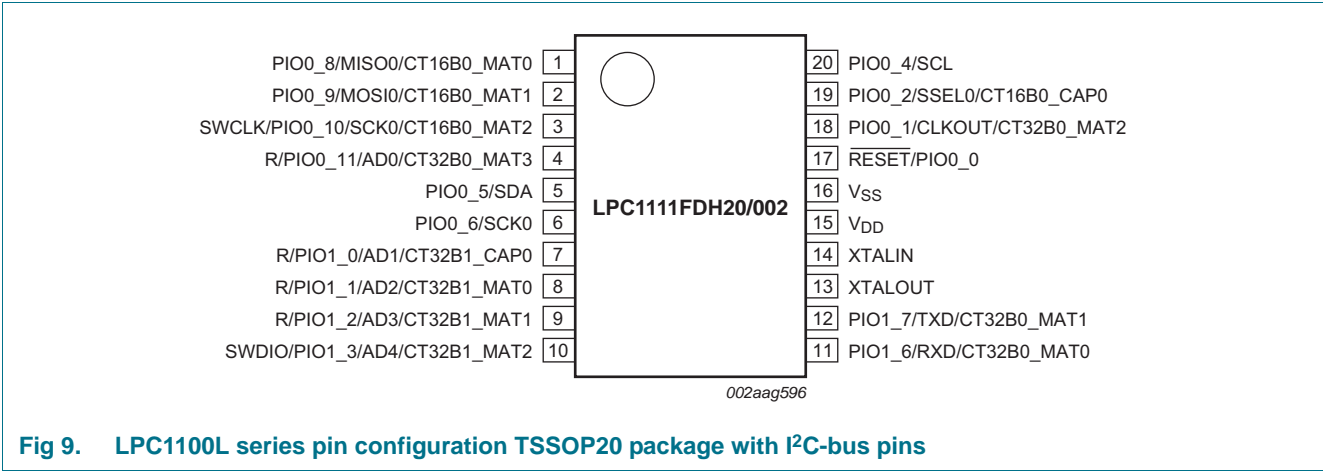 PIO0_8/MISO0/CT16B0_MAT0 1
PIO0_9/MOSI0/CT16B0_MAT1 2
SWCLK/PIO0_10/SCK0/CT16B0_MAT2 3
R/PIO0_11/AD0/CT32B0_MAT3 4
PIO0_5/SDA 5
PIO0_6/SCK0 6
R/PIO1_0/AD1/CT32B1_CAP0 7
R/PIO1_1/AD2/CT32B1_MAT0 8
R/PIO1_2/AD3/CT32B1_MAT1 9
SWDIO/PIO1_3/AD4/CT32B1_MAT2 10
LPC1111FDH20/002
20 PIO0_4/SCL
19 PIO0_2/SSEL0/CT16B0_CAP0
18 PIO0_1/CLKOUT/CT32B0_MAT2
17 RESET/PIO0_0
16 VSS
15 VDD
14 XTALIN
13 XTALOUT
12 PIO1_7/TXD/CT32B0_MAT1
11 PIO1_6/RXD/CT32B0_MAT0
002aag596
Fig 9. LPC1100L series pin configuration TSSOP20 package with I2C-bus pins